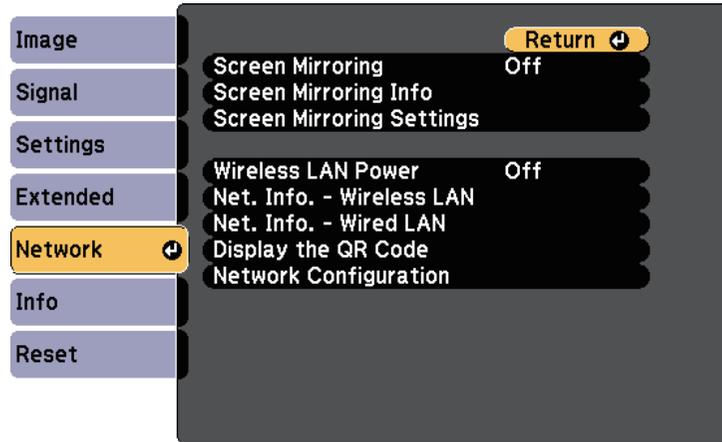 Image
Signal
Settings
Extended
Network
Info
Reset
Return
Screen Mirroring Off
Screen Mirroring Info
Screen Mirroring Settings
Wireless LAN Power Off
Net. Info. - Wireless LAN
Net. Info. - Wired LAN
Display the QR Code
Network Configuration